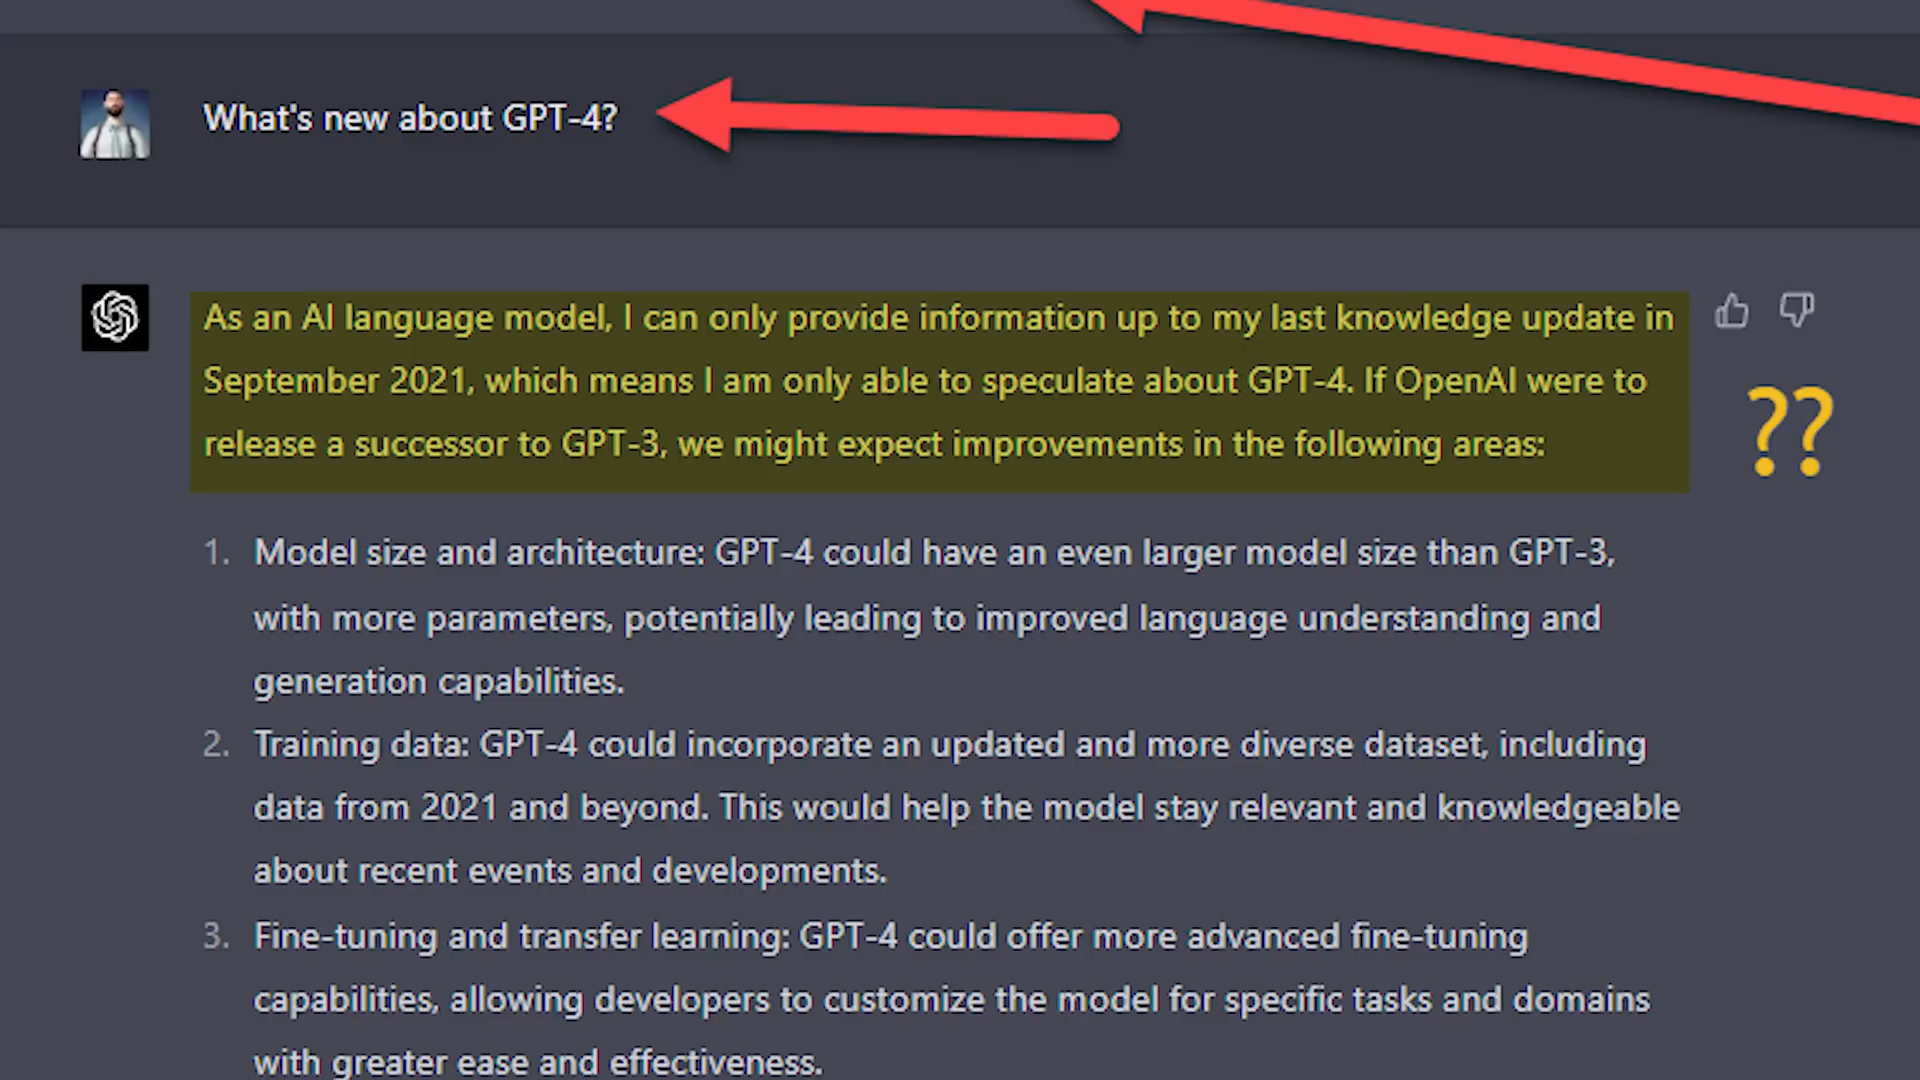 What's new about GPT-4?
As an AI language model, I can only provide information up to my last knowledge update in
September 2021, which means I am only able to speculate about GPT-4. If OpenAI were to
release a successor to GPT-3, we might expect improvements in the following areas:
??
1. Model size and architecture: GPT-4 could have an even larger model size than GPT-3,
with more parameters, potentially leading to improved language understanding and
generation capabilities.
2. Training data: GPT-4 could incorporate an updated and more diverse dataset, including
data from 2021 and beyond. This would help the model stay relevant and knowledgeable
about recent events and developments.
3. Fine-tuning and transfer learning: GPT-4 could offer more advanced fine-tuning
capabilities, allowing developers to customize the model for specific tasks and domains
with greater ease and effectiveness.